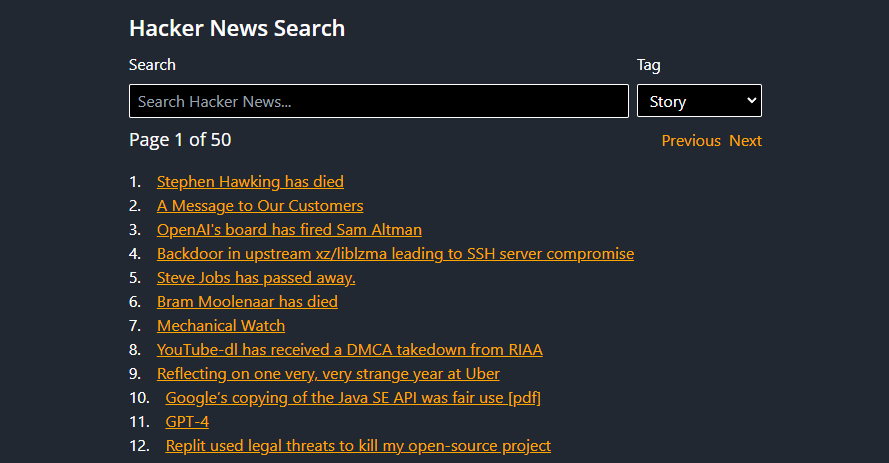 Hacker News Search
Search Tag
Search Hacker News... Story
Page 1 of 50 Previous Next
1. Stephen Hawking has died
2. A Message to Our Customers
3. OpenAI's board has fired Sam Altman
4. Backdoor in upstream xz/liblzma leading to SSH server compromise
5. Steve Jobs has passed away.
6. Bram Moolenaar has died
7. Mechanical Watch
8. YouTube-dl has received a DMCA takedown from RIAA
9. Reflecting on one very, very strange year at Uber
10. Google’s copying of the Java SE API was fair use [pdf]
11. GPT-4
12. Replit used legal threats to kill my open-source project